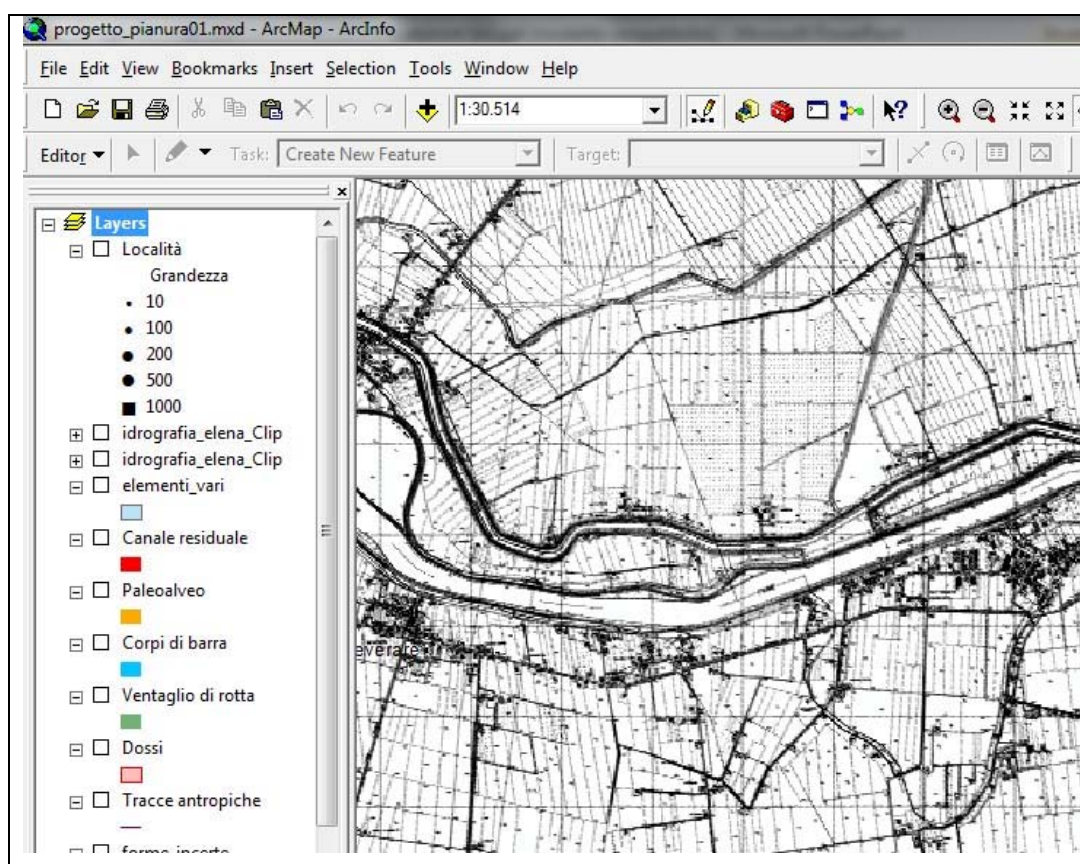 progetto_pianura01.mxd - ArcMap - ArcInfo
File Edit View Bookmarks Insert Selection Tools Window Help
1:30.514
Editor Task: Create New Feature Target:
Layers
Località
Grandezza
10
100
200
500
1000
idrografia_elena_Clip
idrografia_elena_Clip
elementi_vari
Canale residuale
Paleoalveo
Corpi di barra
Ventaglio di rotta
Dossi
Tracce antropiche
forme incerte